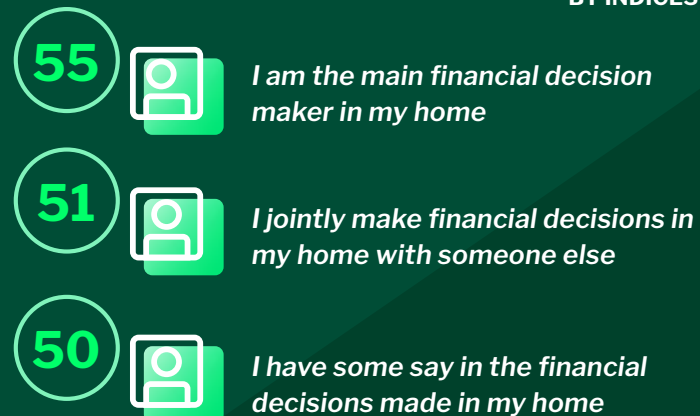 BY INDICES
55
I am the main financial decision
maker in my home
51
I jointly make financial decisions in
my home with someone else
50
I have some say in the financial
decisions made in my home